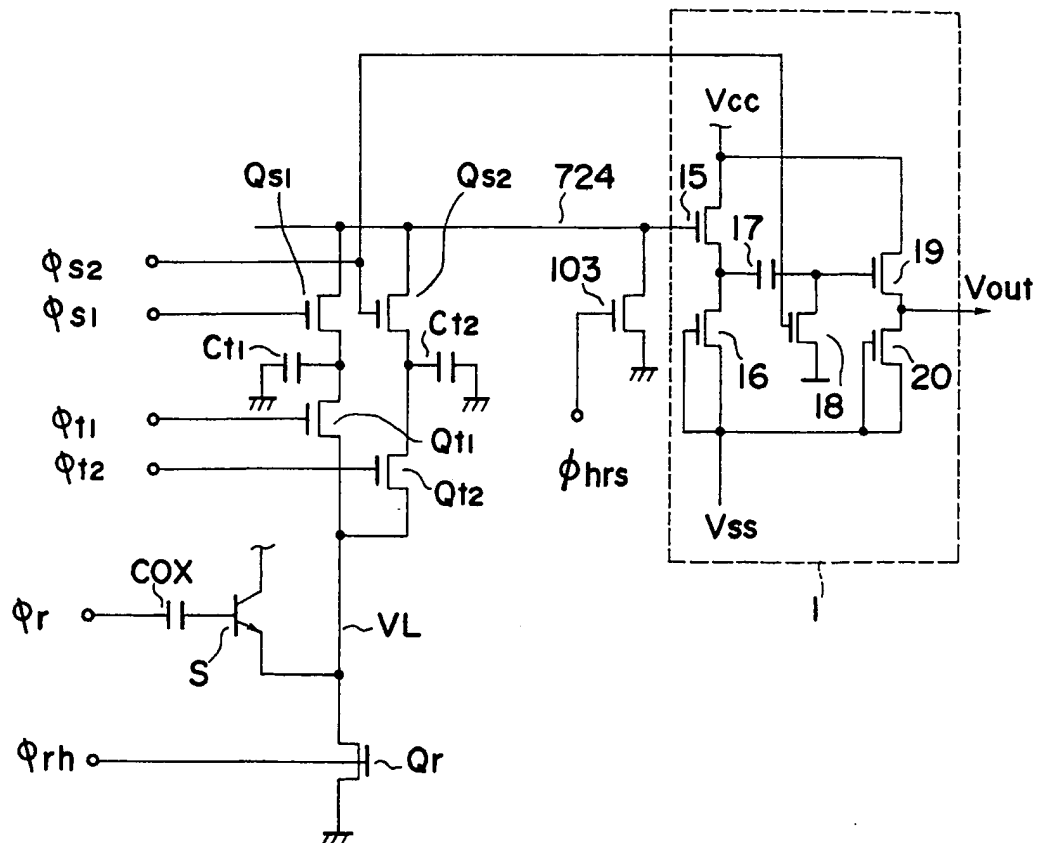 Vcc
Qs1
Qs2
724
15
17
φs2
103
19
Vout
φs1
Ct1
Ct2
16
18
20
φt1
Qt1
φt2
Qt2
φhrs
Vss
COX
φr
VL
1
S
φrh
Qr